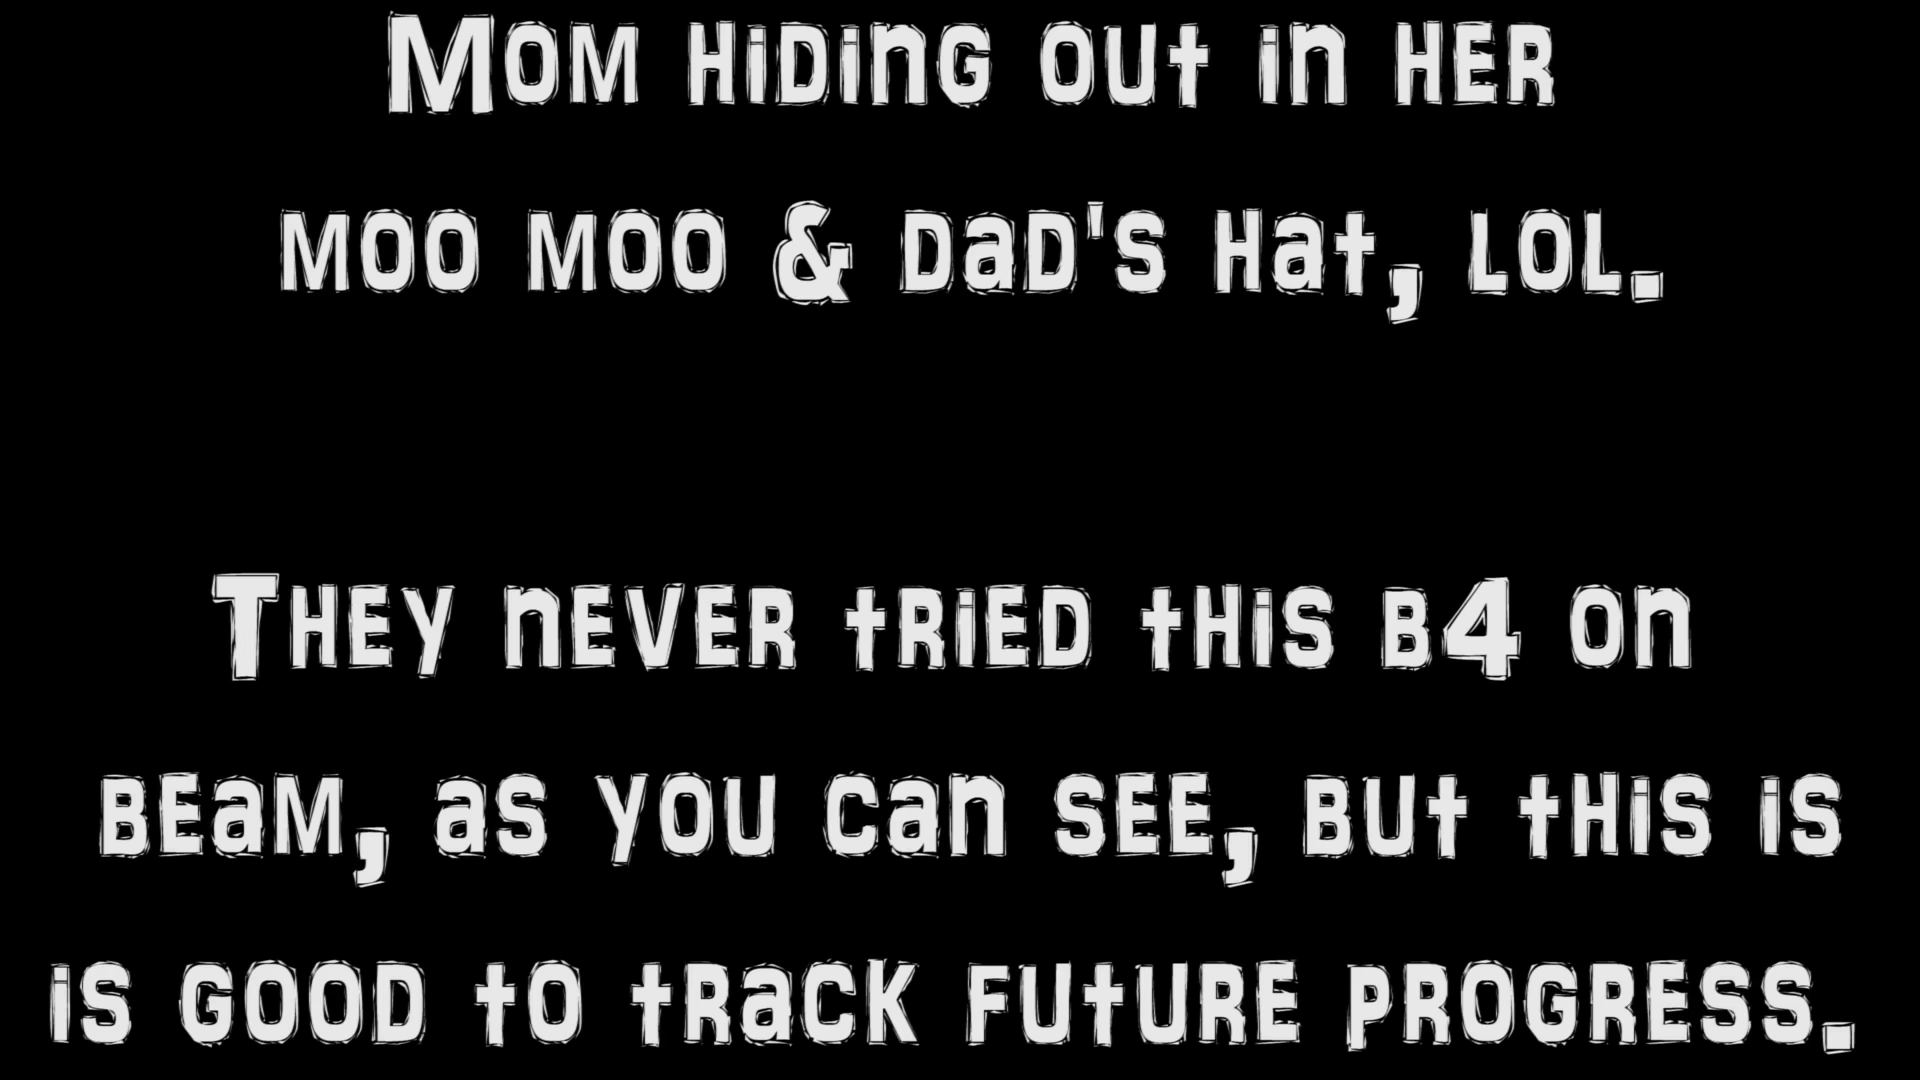 Mom hiding out in her
moo moo & dad's hat, lol.
They never tried this b4 on
beam, as you can see, but this is
is good to track future progress.